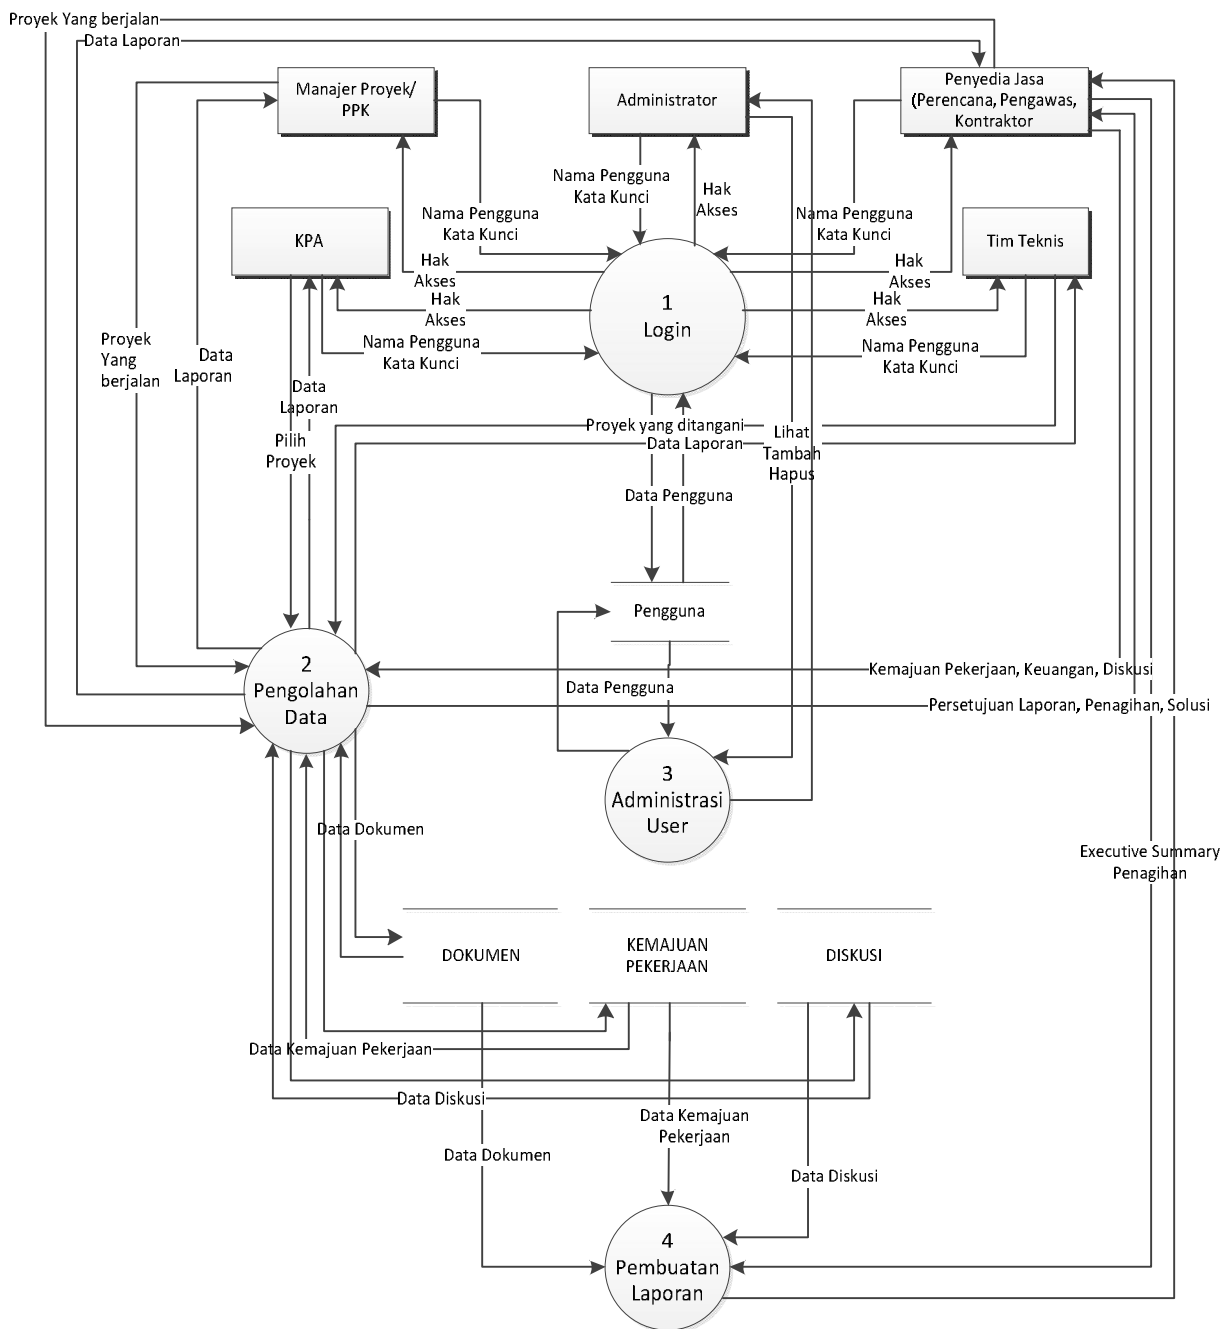 Proyek Yang berjalan
Data Laporan
Manajer Proyek/
PPK
Administrator
Penyedia Jasa
(Perencana, Pengawas,
Kontraktor
Nama Pengguna
Kata Kunci
Hak
Akses
Nama Pengguna
Kata Kunci
Nama Pengguna
Kata Kunci
KPA
Tim Teknis
Hak
Akses
Hak
Akses
1
Login
Hak
Akses
Hak
Akses
Nama Pengguna
Kata Kunci
Nama Pengguna
Kata Kunci
Proyek
Yang
berjalan
Data
Laporan
Data
Laporan
Pilih
Proyek
Proyek yang ditangani
Data Laporan
Lihat
Tambah
Hapus
Data Pengguna
Pengguna
2
Pengolahan
Data
Kemajuan Pekerjaan, Keuangan, Diskusi
Data Pengguna
Persetujuan Laporan, Penagihan, Solusi
3
Administrasi
User
Data Dokumen
Executive Summary
Penagihan
DOKUMEN
KEMAJUAN
PEKERJAAN
DISKUSI
Data Kemajuan Pekerjaan
Data Diskusi
Data Kemajuan
Pekerjaan
Data Dokumen
Data Diskusi
4
Pembuatan
Laporan